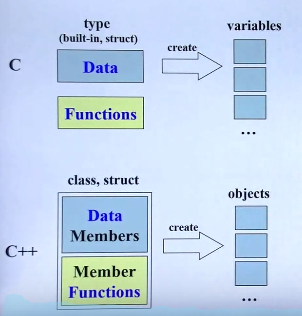 type
(built-in, struct)
variables
create
C
Data
Functions
...
class, struct
objects
Data
Members
create
C++
Member
Functions
...